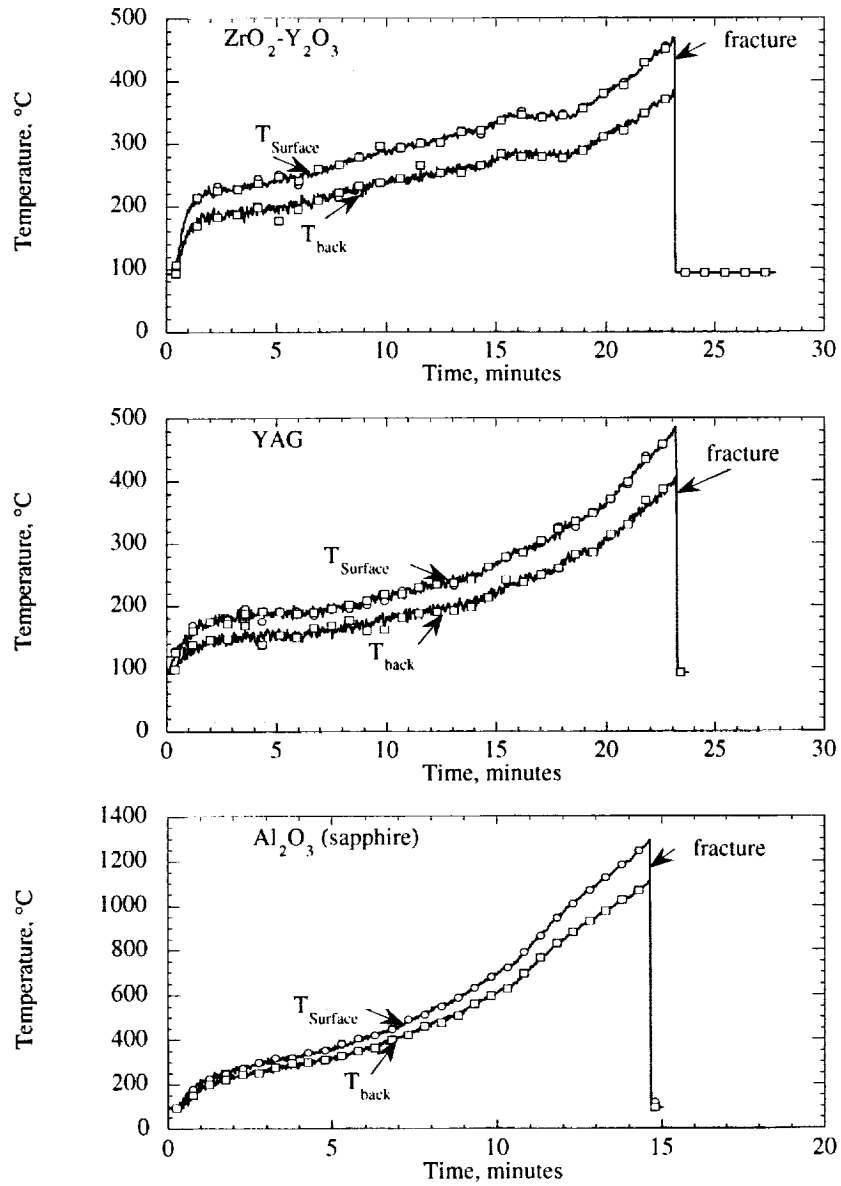 500
ZrO2-Y2O3
fracture
400
TSurface
300
200
Tback
100
0
Temperature, °C
0 5 10 15 20 25 30
Time, minutes
500
YAG
fracture
400
300
TSurface
200
Tback
100
0
Temperature, °C
0 5 10 15 20 25 30
Time, minutes
1400
Al2O3 (sapphire)
1200
fracture
1000
800
600
TSurface
400
Tback
200
0
Temperature, °C
0 5 10 15 20
Time, minutes